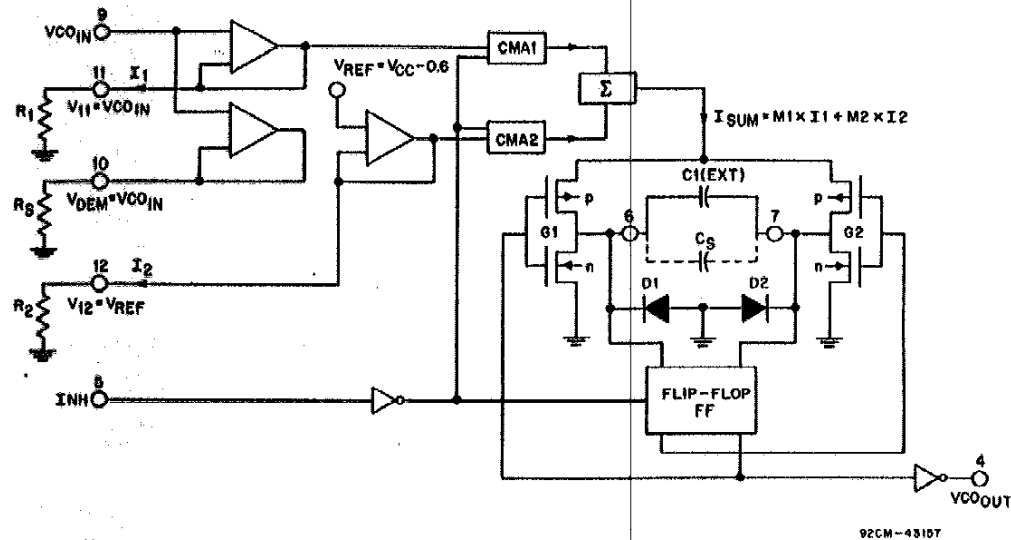 9
VCOIN
11
I1
V11=VCOIN
R1
10
VDEM=VCOIN
RS
12
I2
V12=VREF
R2
5
INH
VREF=VCC-0.6
CMA1
CMA2
Σ
ISUM=M1×I1+M2×I2
C1(EXT)
CS
6
7
p
n
G1
p
n
G2
D1
D2
FLIP-FLOP
FF
4
VCOOUT
92CM-43157